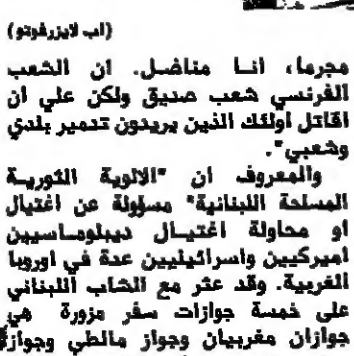 (اب لايزرفوتو)
مجرما، انا مناضل. ان الشعب
الفرنسي شعب صديق ولكن علي ان
اقاتل اولئك الذين يريدون تدمير بلدي
وشعبي".
والمعروف ان "الالوية الثورية
المسلحة اللبنانية" مسؤولة عن اغتيال
او محاولة اغتيال ديبلوماسيين
اميركيين واسرائيليين عدة في اوروبا
الغربية. وقد عثر مع الشاب اللبناني
على خمسة جوازات سفر مزورة هي
جوازان مغربيان وجواز مالطي وجواز